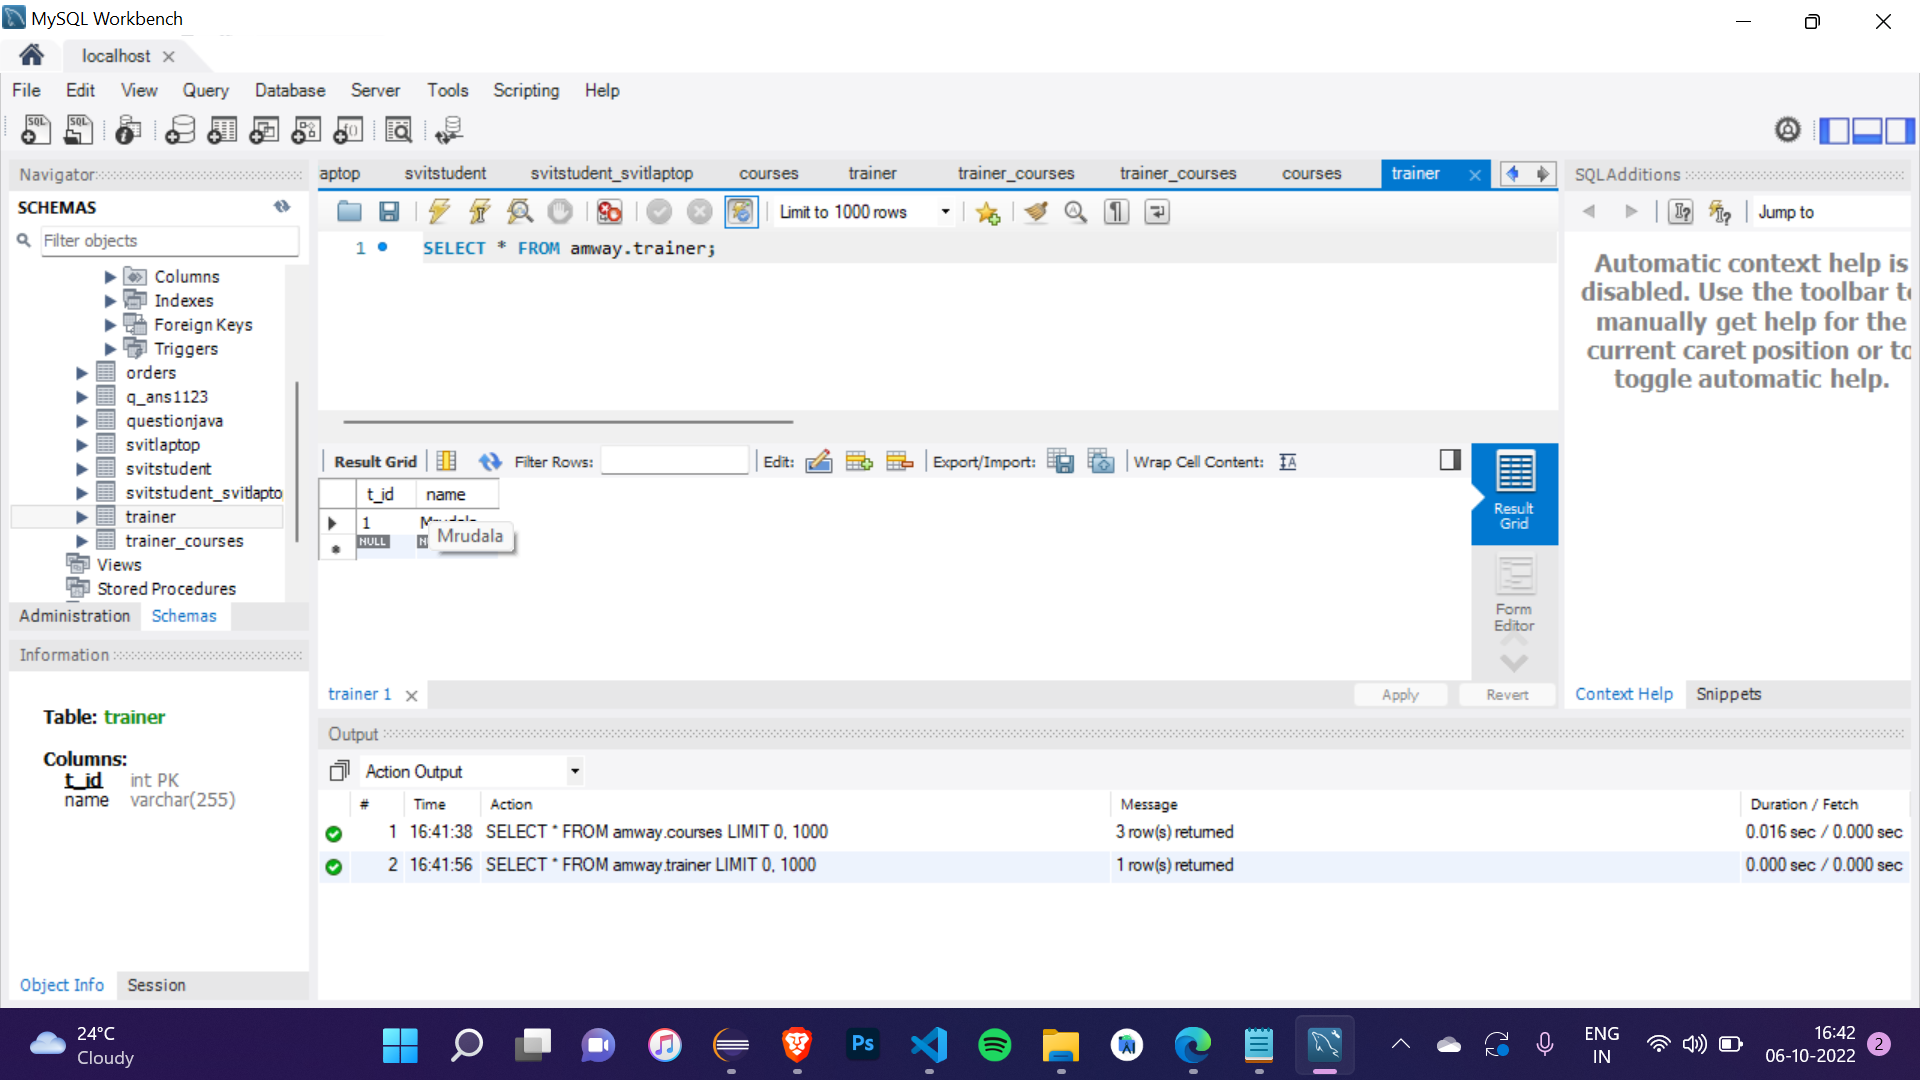 MySQL Workbench
localhost
File Edit View Query Database Server Tools Scripting Help
Navigator
SCHEMAS
Filter objects
Columns
Indexes
Foreign Keys
Triggers
orders
q_ans1123
questionjava
svitlaptop
svitstudent
svitstudent_svitlapto
trainer
trainer_courses
Views
Stored Procedures
Administration Schemas
Information
Table: trainer
Columns:
t_id int PK
name varchar(255)
Object Info Session
aptop svitstudent svitstudent_svitlaptop courses trainer trainer_courses trainer_courses courses trainer
Limit to 1000 rows
1 SELECT * FROM amway.trainer;
Result Grid Filter Rows: Edit: Export/Import: Wrap Cell Content:
t_id name
1 Mrudala
NULL
Mrudala
Result
Grid
Form
Editor
trainer 1 Apply Revert
SQLAdditions
Jump to
Automatic context help is
disabled. Use the toolbar to
manually get help for the
current caret position or to
toggle automatic help.
Context Help Snippets
Output
Action Output
# Time Action Message Duration / Fetch
1 16:41:38 SELECT * FROM amway.courses LIMIT 0, 1000 3 row(s) returned 0.016 sec / 0.000 sec
2 16:41:56 SELECT * FROM amway.trainer LIMIT 0, 1000 1 row(s) returned 0.000 sec / 0.000 sec
24°C
Cloudy
Ps
ENG
IN
16:42
06-10-2022
2